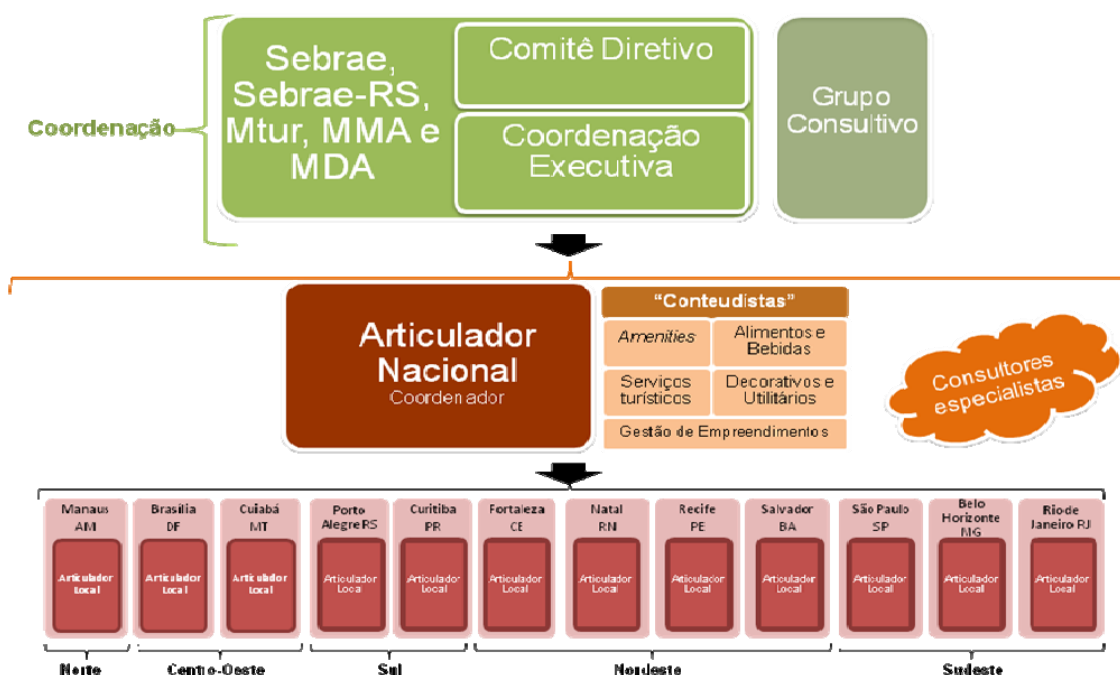 Coordenação
Sebrae,
Sebrae-RS,
Mtur, MMA e
MDA
Comitê Diretivo
Coordenação
Executiva
Grupo
Consultivo
Articulador
Nacional
Coordenador
“Conteudistas”
Amenities
Alimentos e
Bebidas
Serviços
turísticos
Decorativos e
Utilitários
Gestão de Empreendimentos
Consultores
especialistas
Manaus
AM
Articulador
Local
Brasília
DF
Articulador
Local
Cuiabá
MT
Articulador
Local
Porto
Alegre RS
Articulador
Local
Curitiba
PR
Articulador
Local
Fortaleza
CE
Articulador
Local
Natal
RN
Articulador
Local
Recife
PE
Articulador
Local
Salvador
BA
Articulador
Local
São Paulo
SP
Articulador
Local
Belo
Horizonte
MG
Articulador
Local
Rio de
Janeiro RJ
Articulador
Local
Norte
Centro-Oeste
Sul
Nordeste
Sudeste